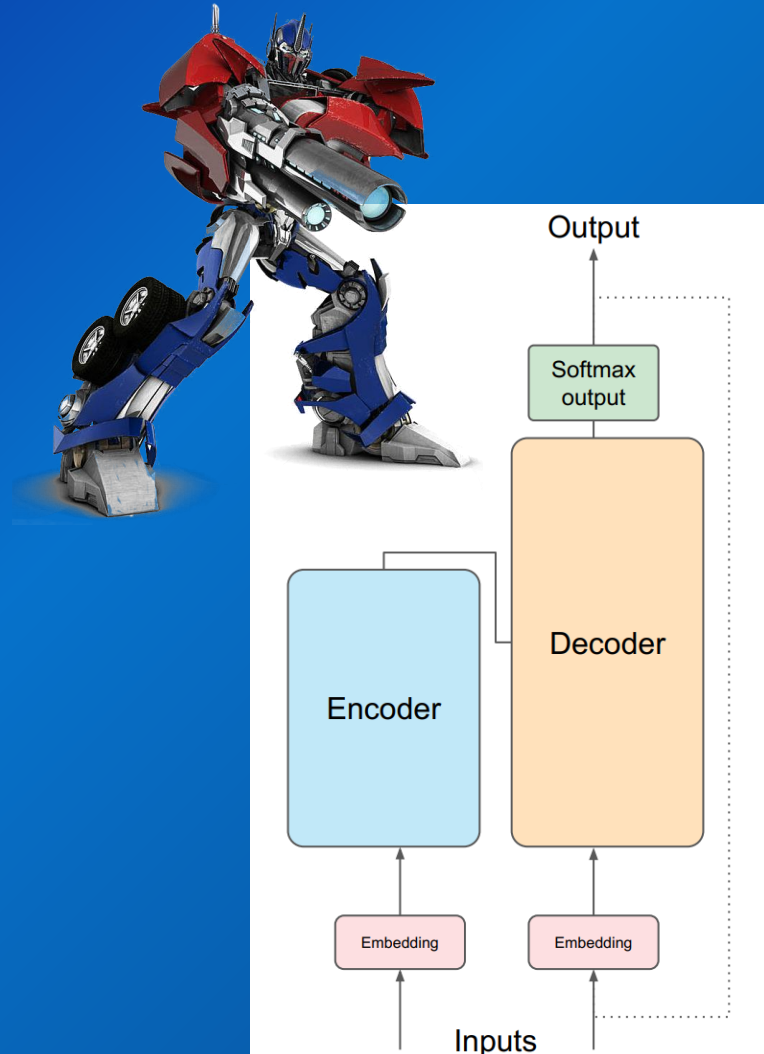 Output
Softmax
output
Decoder
Encoder
Embedding
Embedding
Inputs